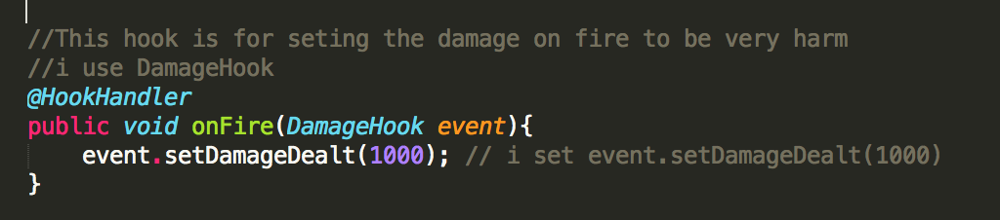 //This hook is for seting the damage on fire to be very harm
//i use DamageHook
@HookHandler
public void onFire(DamageHook event){
    event.setDamageDealt(1000); // i set event.setDamageDealt(1000)
}